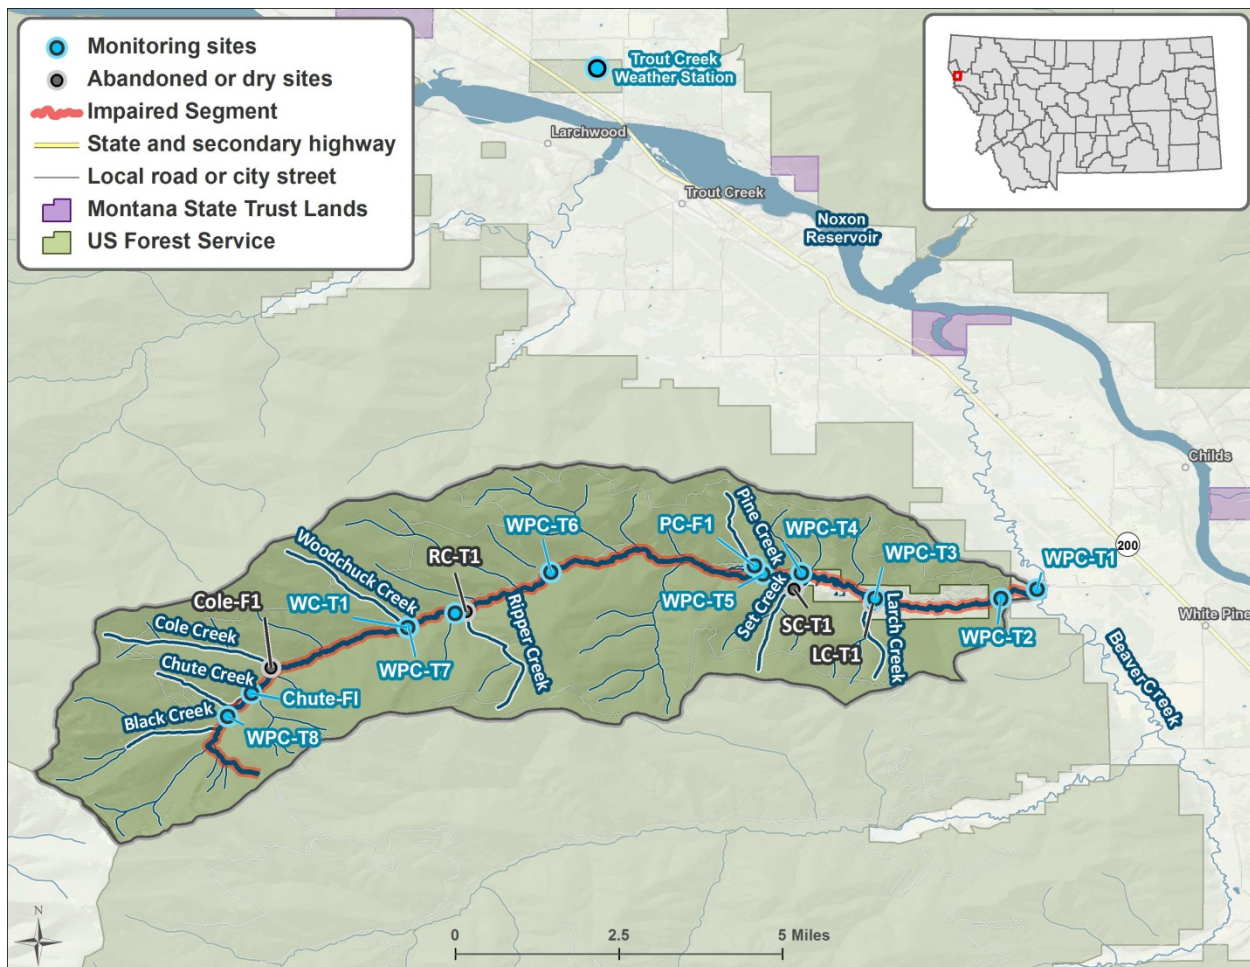 Monitoring sites
Abandoned or dry sites
Impaired Segment
State and secondary highway
Local road or city street
Montana State Trust Lands
US Forest Service
Trout Creek
Weather Station
Larchwood
Trout Creek
Noxon
Reservoir
Childs
200
White Pine
Beaver Creek
WPC-T6
PC-F1
Pine Creek
WPC-T4
WPC-T3
WPC-T1
RC-T1
Woodchuck Creek
WC-T1
Cole-F1
Cole Creek
Chute Creek
Black Creek
Chute-FI
WPC-T8
WPC-T7
Ripper Creek
WPC-T5
Set Creek
SC-T1
LC-T1
Larch Creek
WPC-T2
N
0
2.5
5 Miles